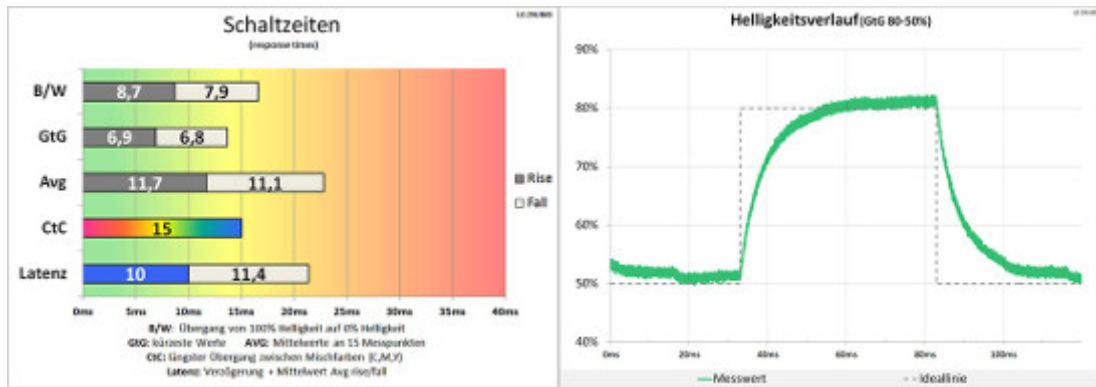 Schaltzeiten
(response times)
B/W 8,7 7,9
GtG 6,9 6,8
Avg 11,7 11,1
CtC 15
Latenz 10 11,4
Rise
Fall
0ms 5ms 10ms 15ms 20ms 25ms 30ms 35ms 40ms
B/W: Übergang von 100% Helligkeit auf 0% Helligkeit
GtG: kürzeste Werte AVG: Mittelwerte an 15 Messpunkten
CtC: längster Übergang zwischen Mischfarben (C,M,Y)
Latenz: Verzögerung + Mittelwert Avg rise/fall
Helligkeitsverlauf (GtG 80-50%)
90%
80%
70%
60%
50%
40%
0ms 20ms 40ms 60ms 80ms 100ms
Messwert Ideallinie